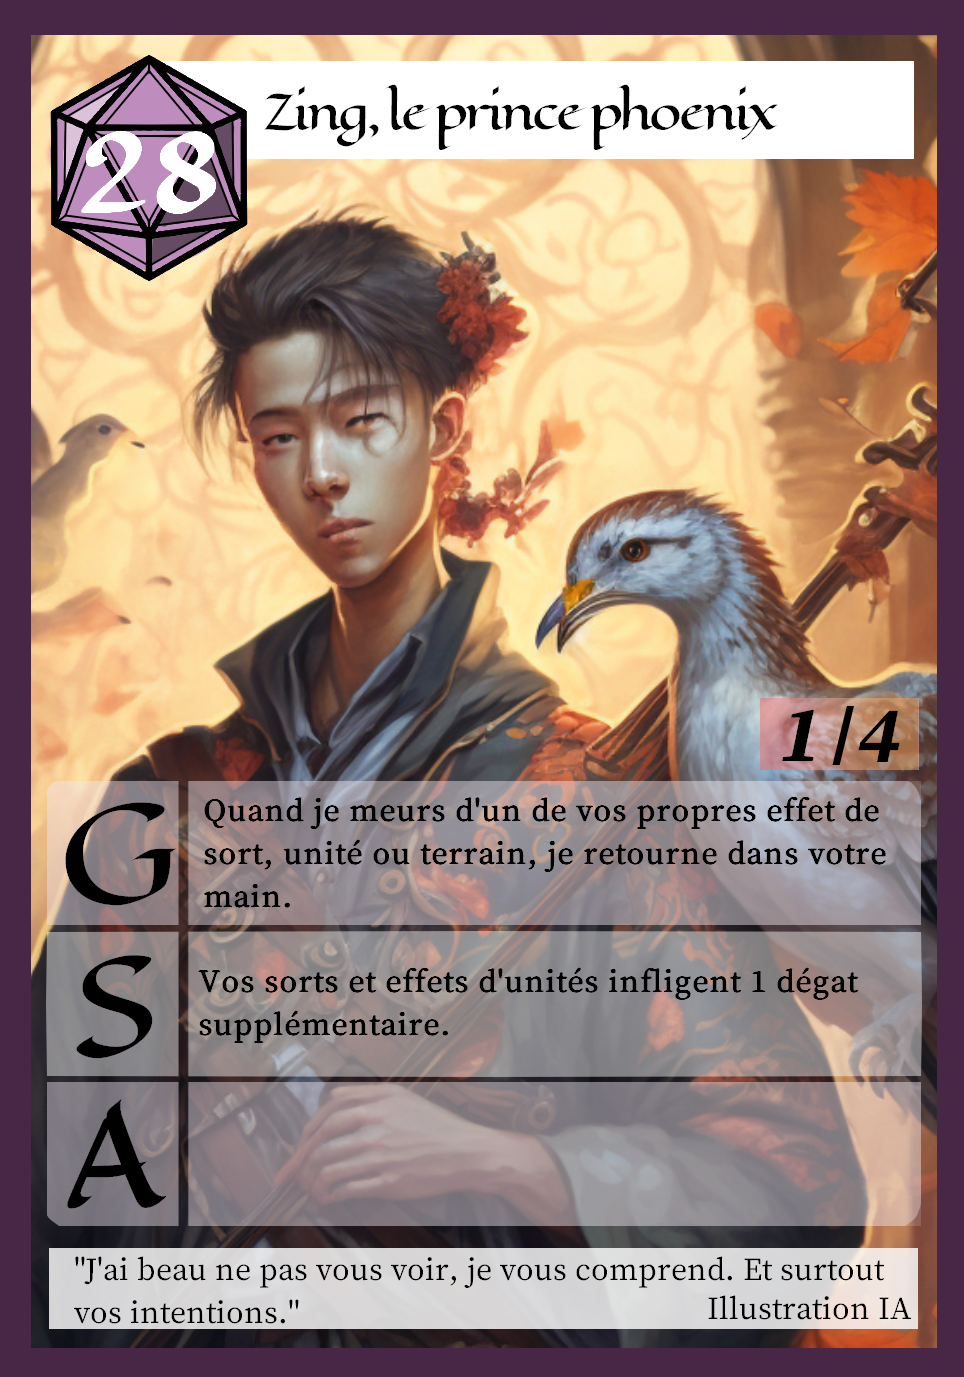 28
Zing, le prince phoenix
1/4
G
Quand je meurs d'un de vos propres effet de
sort, unité ou terrain, je retourne dans votre
main.
S
Vos sorts et effets d'unités infligent 1 dégat
supplémentaire.
A
"J'ai beau ne pas vous voir, je vous comprend. Et surtout
vos intentions."
Illustration IA